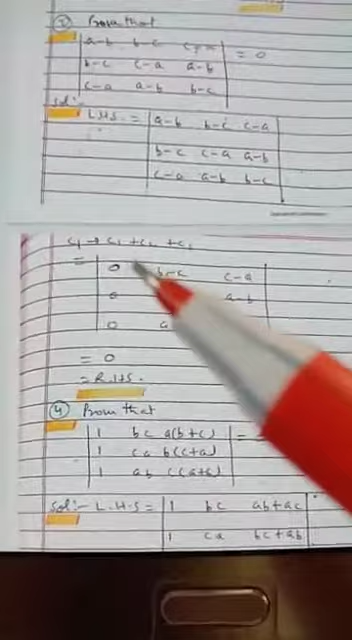 ② Prove that
|a-b b-c c-a|
|b-c c-a a-b| = 0
|c-a a-b b-c|
Sol:- L.H.S. = |a-b b-c c-a|
|b-c c-a a-b|
|c-a a-b b-c|
C₁ → C₁ + C₂ + C₃
= |0 b-c c-a|
|0 a-b|
|0 a
= 0
= R.H.S.
④ Prove that
|1 bc a(b+c)| =
|1 ca b(c+a)|
|1 ab c(a+b)|
Sol:- L.H.S = |1 bc ab+ac|
|1 ca bc+ab|